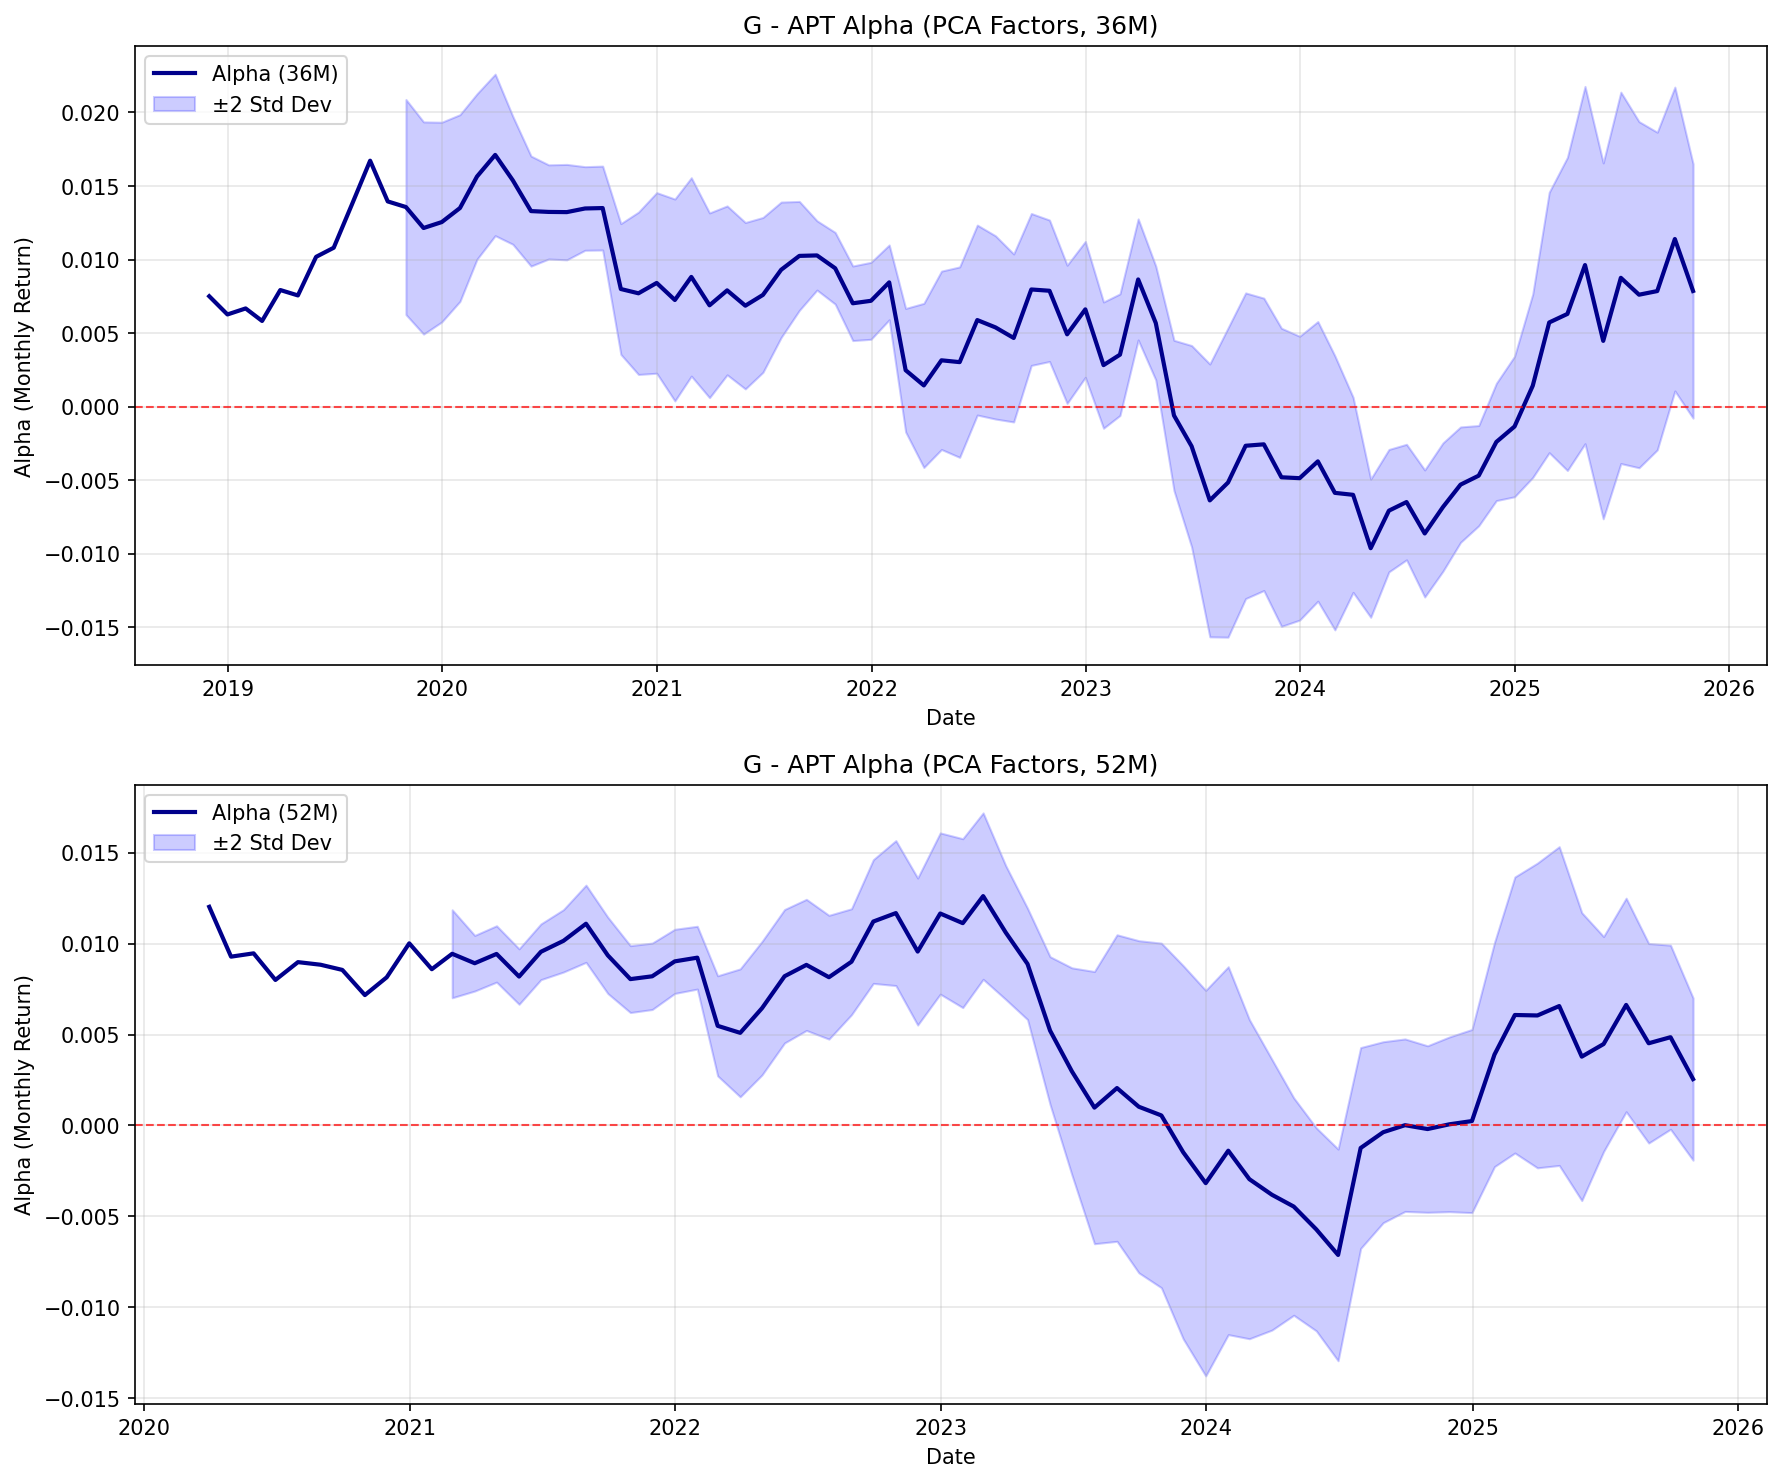 G - APT Alpha (PCA Factors, 36M)
Alpha (36M)
±2 Std Dev
0.020
0.015
0.010
0.005
0.000
−0.005
−0.010
−0.015
Alpha (Monthly Return)
2019 2020 2021 2022 2023 2024 2025 2026
Date
G - APT Alpha (PCA Factors, 52M)
Alpha (52M)
±2 Std Dev
0.015
0.010
0.005
0.000
−0.005
−0.010
−0.015
Alpha (Monthly Return)
2020 2021 2022 2023 2024 2025 2026
Date